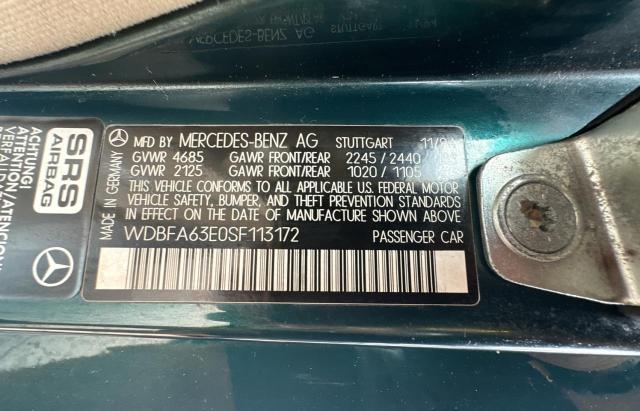 MERCEDES-BENZ AG STUTTGART
ACHTUNG!
ATTENTION/
SRS
AIRBAG
MADE IN GERMANY
MFD BY MERCEDES-BENZ AG STUTTGART
GVWR 4685 GAWR FRONT/REAR 2245 / 2440
GVWR 2125 GAWR FRONT/REAR 1020 / 1105
THIS VEHICLE CONFORMS TO ALL APPLICABLE U.S. FEDERAL MOTOR
VEHICLE SAFETY, BUMPER, AND THEFT PREVENTION STANDARDS
IN EFFECT ON THE DATE OF MANUFACTURE SHOWN ABOVE.
WDBFA63E0SF113172 PASSENGER CAR